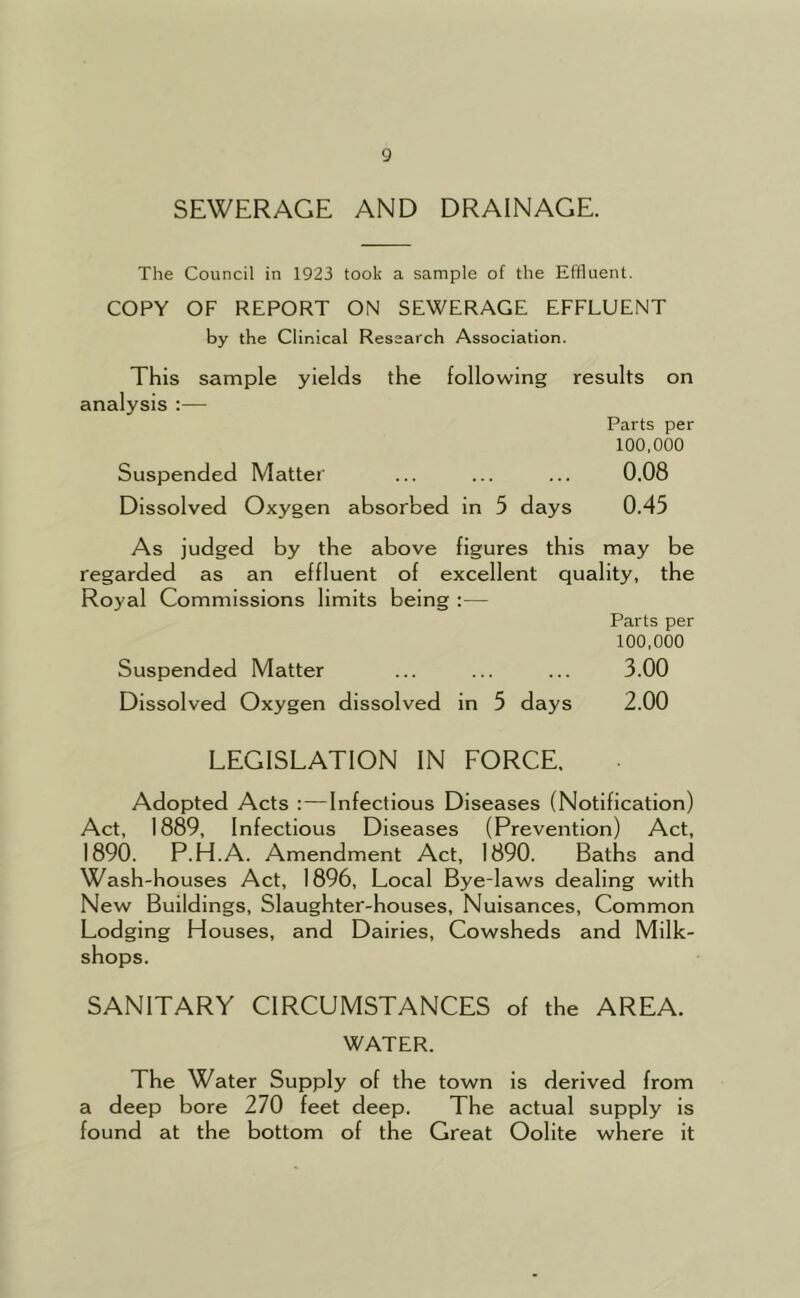 9
SEWERAGE AND DRAINAGE.
The Council in 1923 took a sample of the Effluent.
COPY OF REPORT ON SEWERAGE EFFLUENT
by the Clinical Research Association.
This sample yields the following results on
analysis :—
Parts per
100,000
Suspended Matter ... ... ... 0.08
Dissolved Oxygen absorbed in 5 days 0.45
As judged by the above figures this may be
regarded as an effluent of excellent quality, the
Royal Commissions limits being :—
Parts per
100,000
Suspended Matter ... ... ... 3.00
Dissolved Oxygen dissolved in 5 days 2.00
LEGISLATION IN FORCE.
Adopted Acts :—Infectious Diseases (Notification)
Act, 1889, Infectious Diseases (Prevention) Act,
1890. P.H.A. Amendment Act, 1890. Baths and
Wash-houses Act, 1896, Local Bye-laws dealing with
New Buildings, Slaughter-houses, Nuisances, Common
Lodging Houses, and Dairies, Cowsheds and Milk-
shops.
SANITARY CIRCUMSTANCES of the AREA.
WATER.
The Water Supply of the town is derived from
a deep bore 270 feet deep. The actual supply is
found at the bottom of the Great Oolite where it